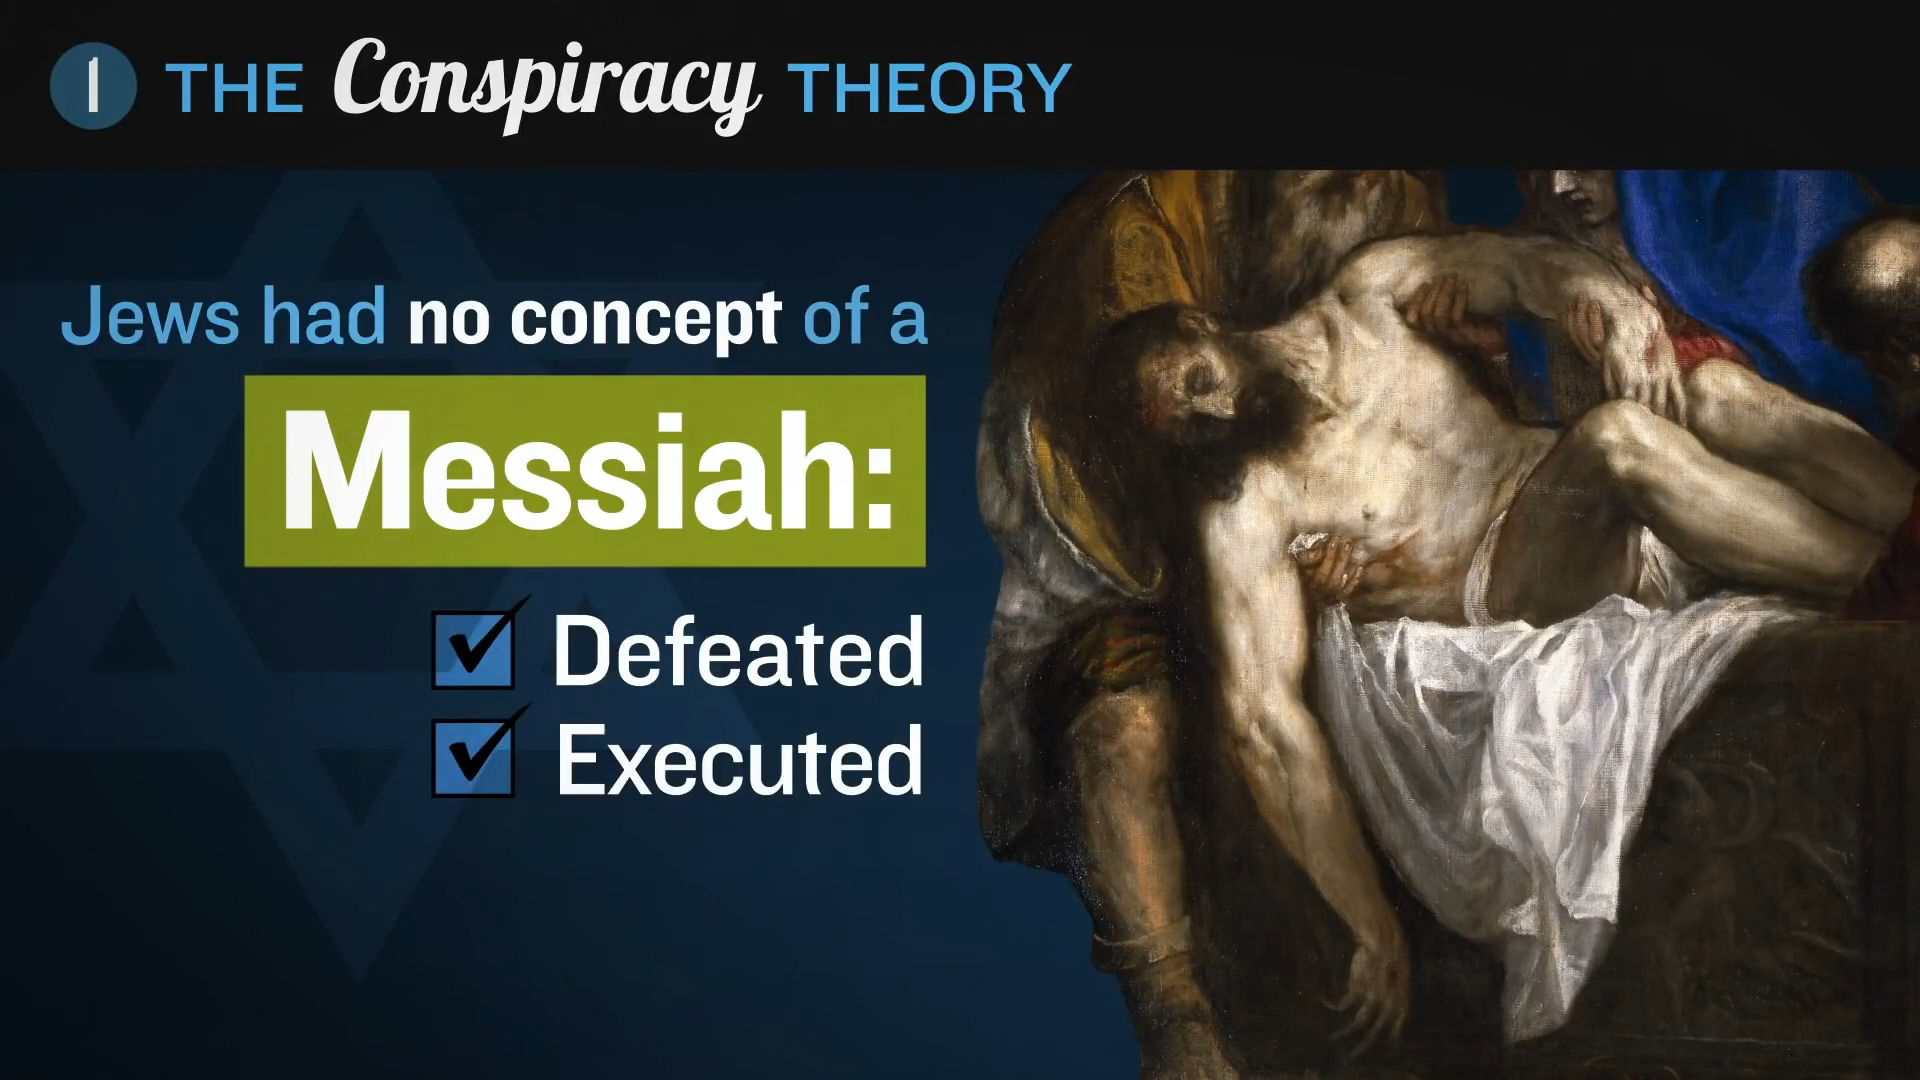 1 THE Conspiracy THEORY
Jews had no concept of a
Messiah:
Defeated
Executed